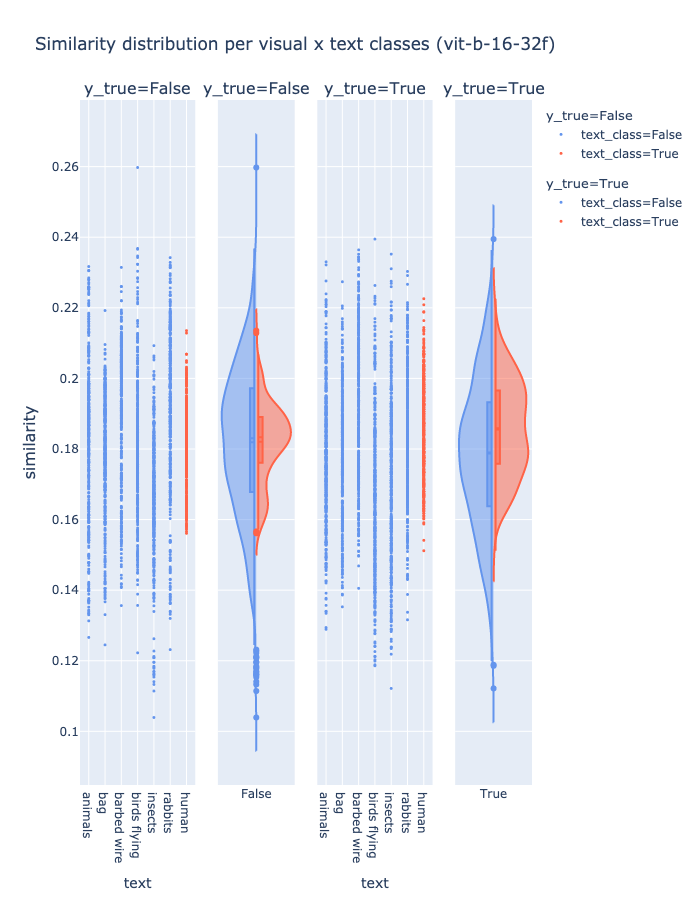 Similarity distribution per visual x text classes (vit-b-16-32f)
y_true=False
y_true=False
y_true=True
y_true=True
y_true=False
text_class=False
text_class=True
y_true=True
text_class=False
text_class=True
similarity
0.26
0.24
0.22
0.2
0.18
0.16
0.14
0.12
0.1
animals
bag
barbed wire
birds flying
insects
rabbits
human
text
False
animals
bag
barbed wire
birds flying
insects
rabbits
human
text
True